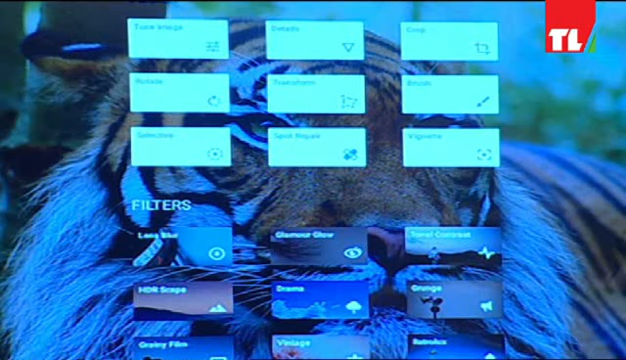 TL
Tune Image
Details
Crop
Rotate
Transform
Brush
Selective
Spot Repair
Vignette
FILTERS
Lens Blur
Glamour Glow
Tonal Contrast
HDR Scape
Drama
Grunge
Grainy Film
Vintage
Retrolux